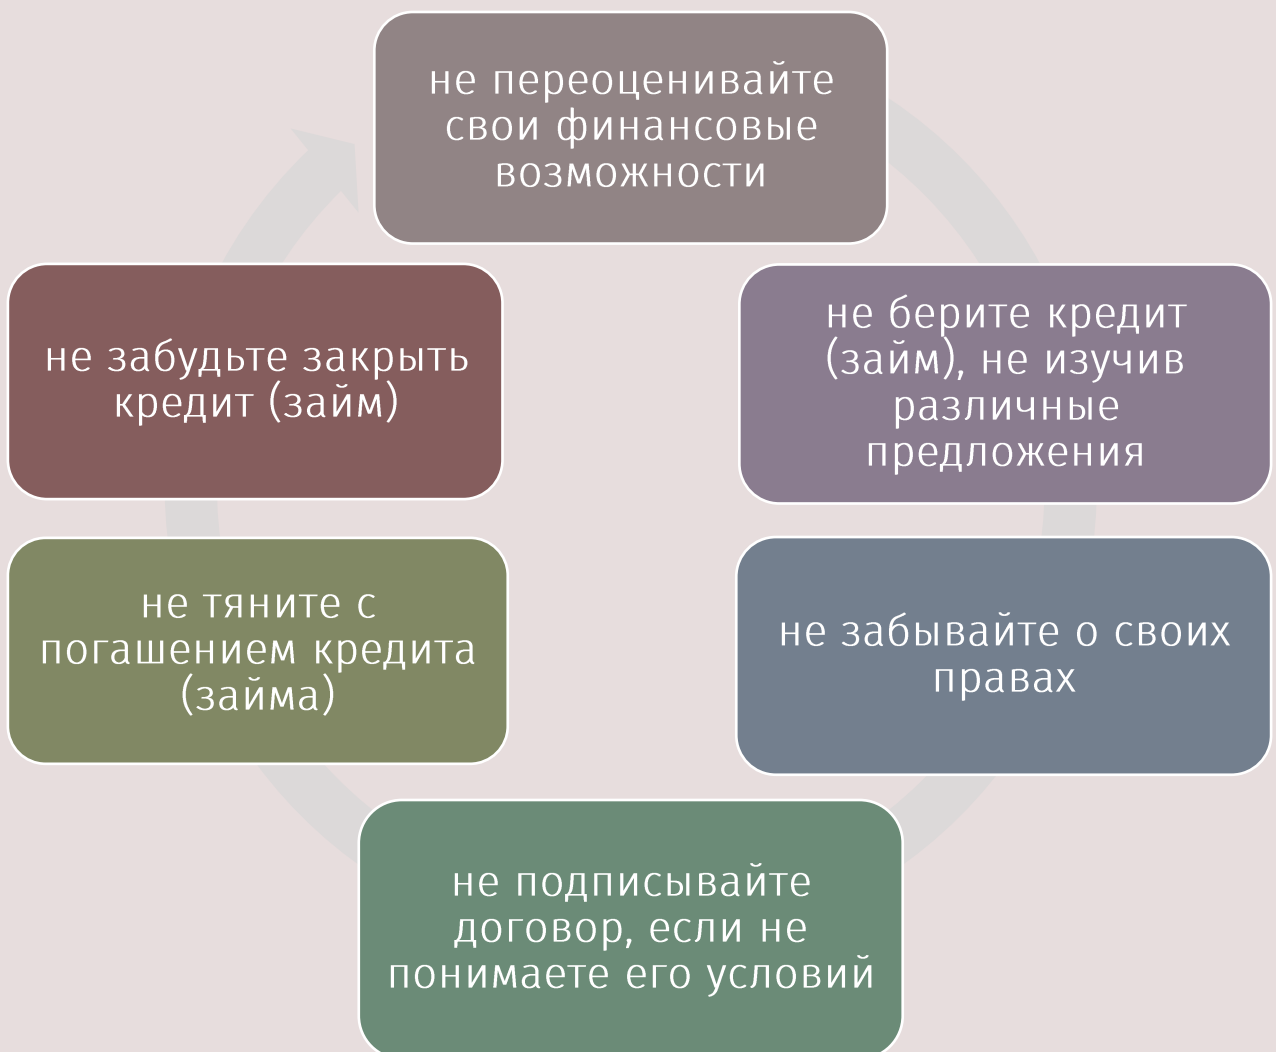 не переоценивайте
свои финансовые
возможности
не берите кредит
(займ), не изучив
различные
предложения
не забывайте о своих
правах
не подписывайте
договор, если не
понимаете его условий
не тяните с
погашением кредита
(займа)
не забудьте закрыть
кредит (займ)